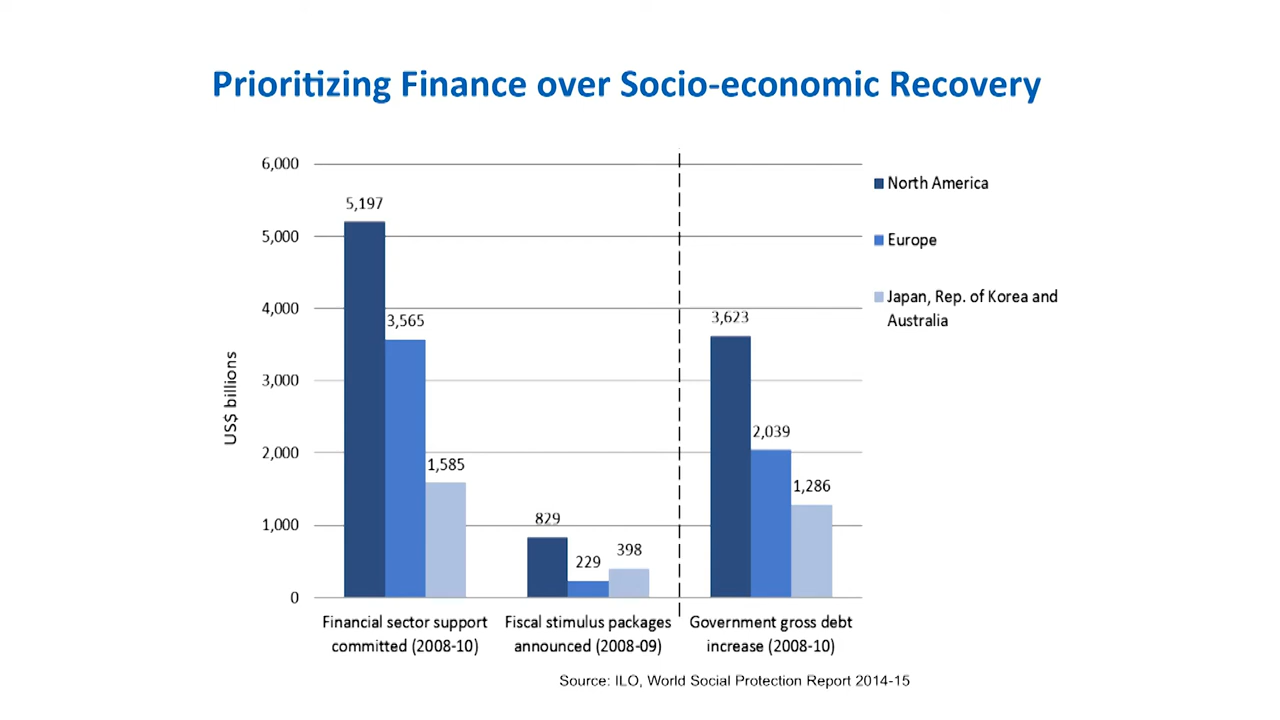 Prioritizing Finance over Socio-economic Recovery
6,000
5,000
4,000
3,000
2,000
1,000
0
US$ billions
5,197
3,565
1,585
829
229
398
3,623
2,039
1,286
Financial sector support
committed (2008-10)
Fiscal stimulus packages
announced (2008-09)
Government gross debt
increase (2008-10)
North America
Europe
Japan, Rep. of Korea and
Australia
Source: ILO, World Social Protection Report 2014-15